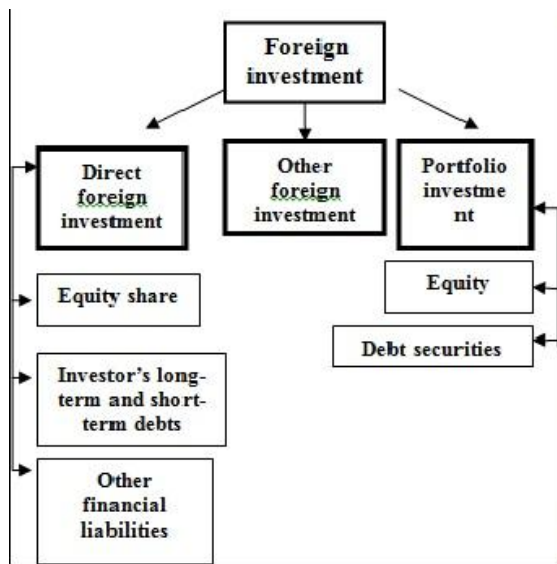 Foreign
investment
Direct
foreign
investment
Other
foreign
investment
Portfolio
investme
nt
Equity share
Equity
Debt securities
Investor's long-
term and short-
term debts
Other
financial
liabilities